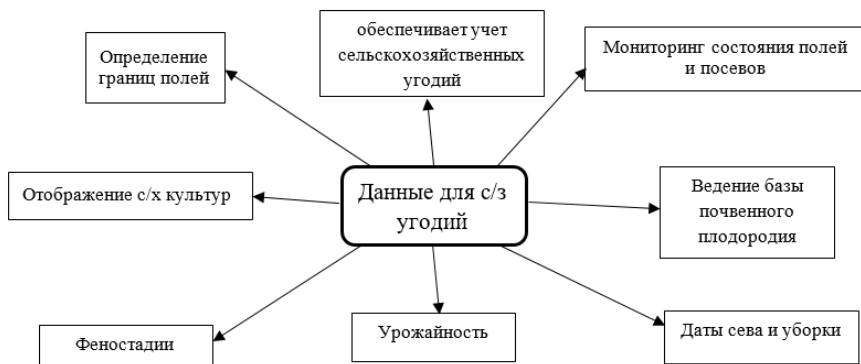 Определение
границ полей
обеспечивает учет
сельскохозяйственных
угодий
Мониторинг состояния полей
и посевов
Отображение с/х культур
Данные для с/з
угодий
Ведение базы
почвенного
плодородия
Феностадии
Урожайность
Даты сева и уборки